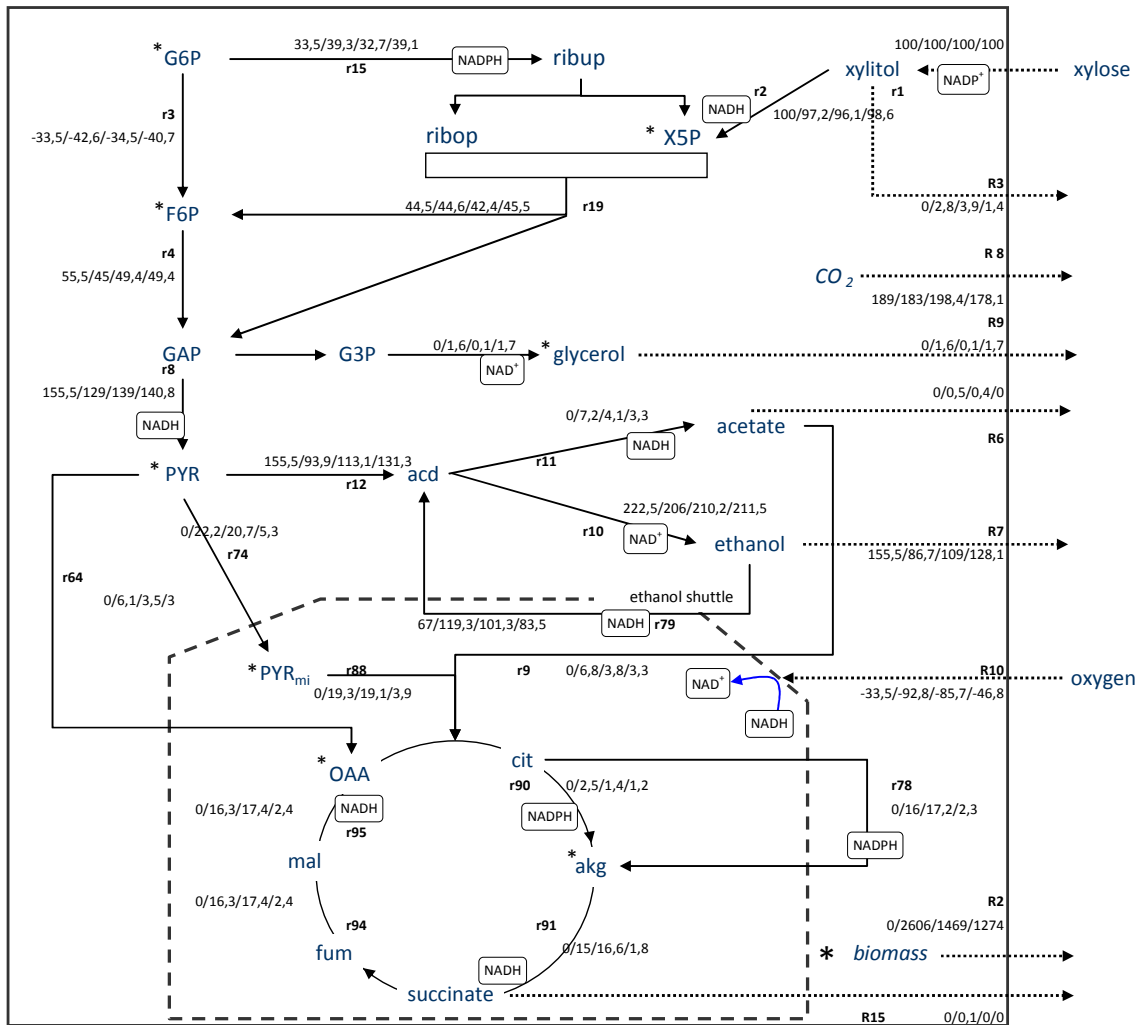 33,5/39,3/32,7/39,1
100/100/100/100
*G6P
NADPH
ribup
xylitol
NADP+
xylose
r15
r1
r3
r2
-33,5/-42,6/-34,5/-40,7
NADH
100/97,2/96,1/98,6
ribop
* X5P
R3
*F6P
44,5/44,6/42,4/45,5
r19
0/2,8/3,9/1,4
r4
R 8
55,5/45/49,4/49,4
CO 2
189/183/198,4/178,1
R9
GAP
G3P
0/1,6/0,1/1,7
*glycerol
0/1,6/0,1/1,7
r8
NAD+
155,5/129/139/140,8
0/0,5/0,4/0
NADH
0/7,2/4,1/3,3
acetate
NADH
R6
r11
* PYR
155,5/93,9/113,1/131,3
acd
r12
222,5/206/210,2/211,5
0/22,2/20,7/5,3
r10
NAD+
R7
r74
ethanol
155,5/86,7/109/128,1
r64
0/6,1/3,5/3
ethanol shuttle
67/119,3/101,3/83,5
NADH
r79
*PYRmi
r88
r9
0/6,8/3,8/3,3
R10
oxygen
0/19,3/19,1/3,9
NAD+
-33,5/-92,8/-85,7/-46,8
NADH
*OAA
cit
r90
0/2,5/1,4/1,2
r78
0/16,3/17,4/2,4
NADH
NADPH
0/16/17,2/2,3
r95
NADPH
mal
*akg
0/16,3/17,4/2,4
R2
r94
r91
0/2606/1469/1274
fum
0/15/16,6/1,8
* biomass
NADH
succinate
R15
0/0,1/0/0